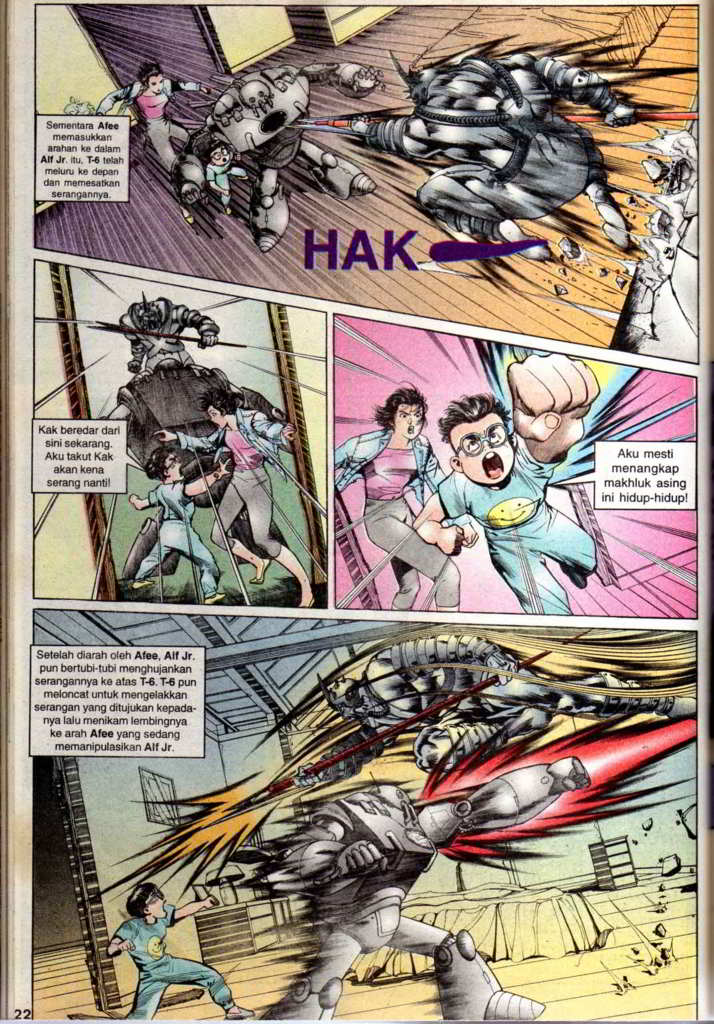 Sementara Afee
memasukkan
arahan ke dalam
Alf Jr. itu, T-6 telah
meluru ke depan
dan memesatkan
serangannya.
HAK
Kak beredar dari
sini sekarang.
Aku takut Kak
akan kena
serang nanti!
Aku mesti
menangkap
makhluk asing
ini hidup-hidup!
Setelah diarah oleh Afee, Alf Jr.
pun bertubi-tubi menghujankan
serangannya ke atas T-6. T-6 pun
meloncat untuk mengelakkan
serangan yang ditujukan kepada-
nya lalu menikam lembingnya
ke arah Afee yang sedang
memanipulasikan Alf Jr.
22